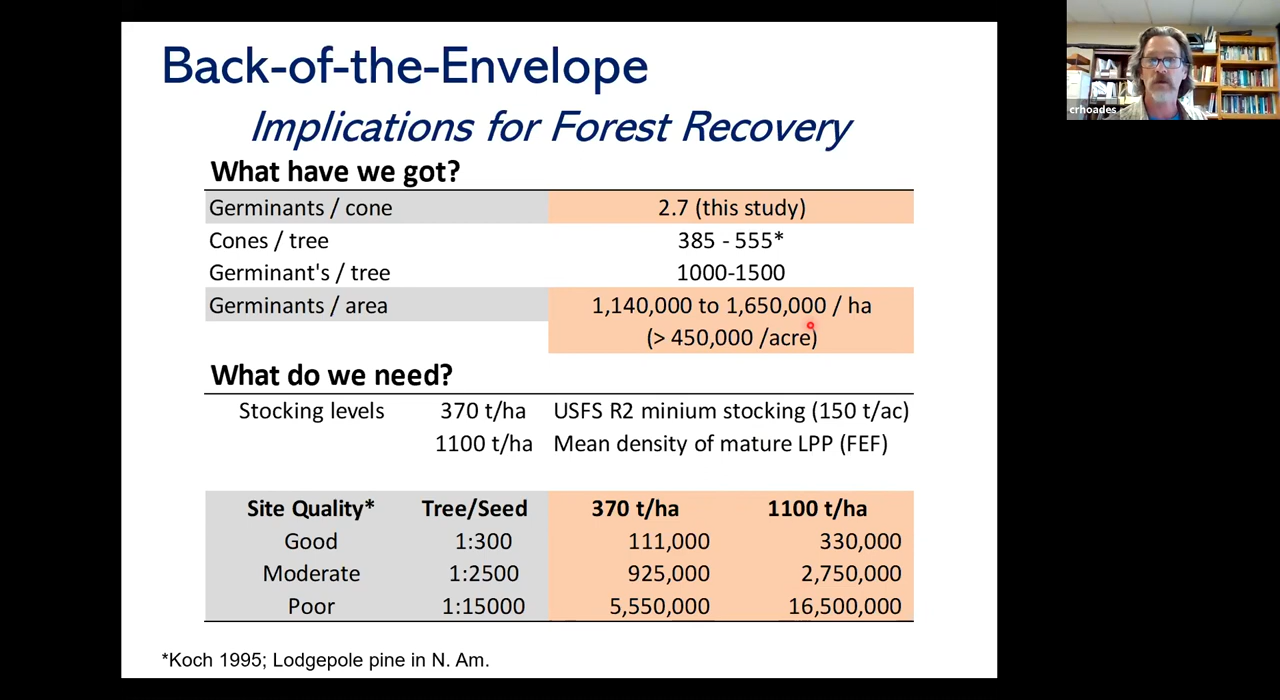 Back-of-the-Envelope
Implications for Forest Recovery
What have we got?
Germinants / cone 2.7 (this study)
Cones / tree 385 - 555*
Germinant's / tree 1000-1500
Germinants / area 1,140,000 to 1,650,000 / ha
(> 450,000 /acre)
What do we need?
Stocking levels 370 t/ha USFS R2 minium stocking (150 t/ac)
1100 t/ha Mean density of mature LPP (FEF)
Site Quality* Tree/Seed 370 t/ha 1100 t/ha
Good 1:300 111,000 330,000
Moderate 1:2500 925,000 2,750,000
Poor 1:15000 5,550,000 16,500,000
*Koch 1995; Lodgepole pine in N. Am.
crhoades